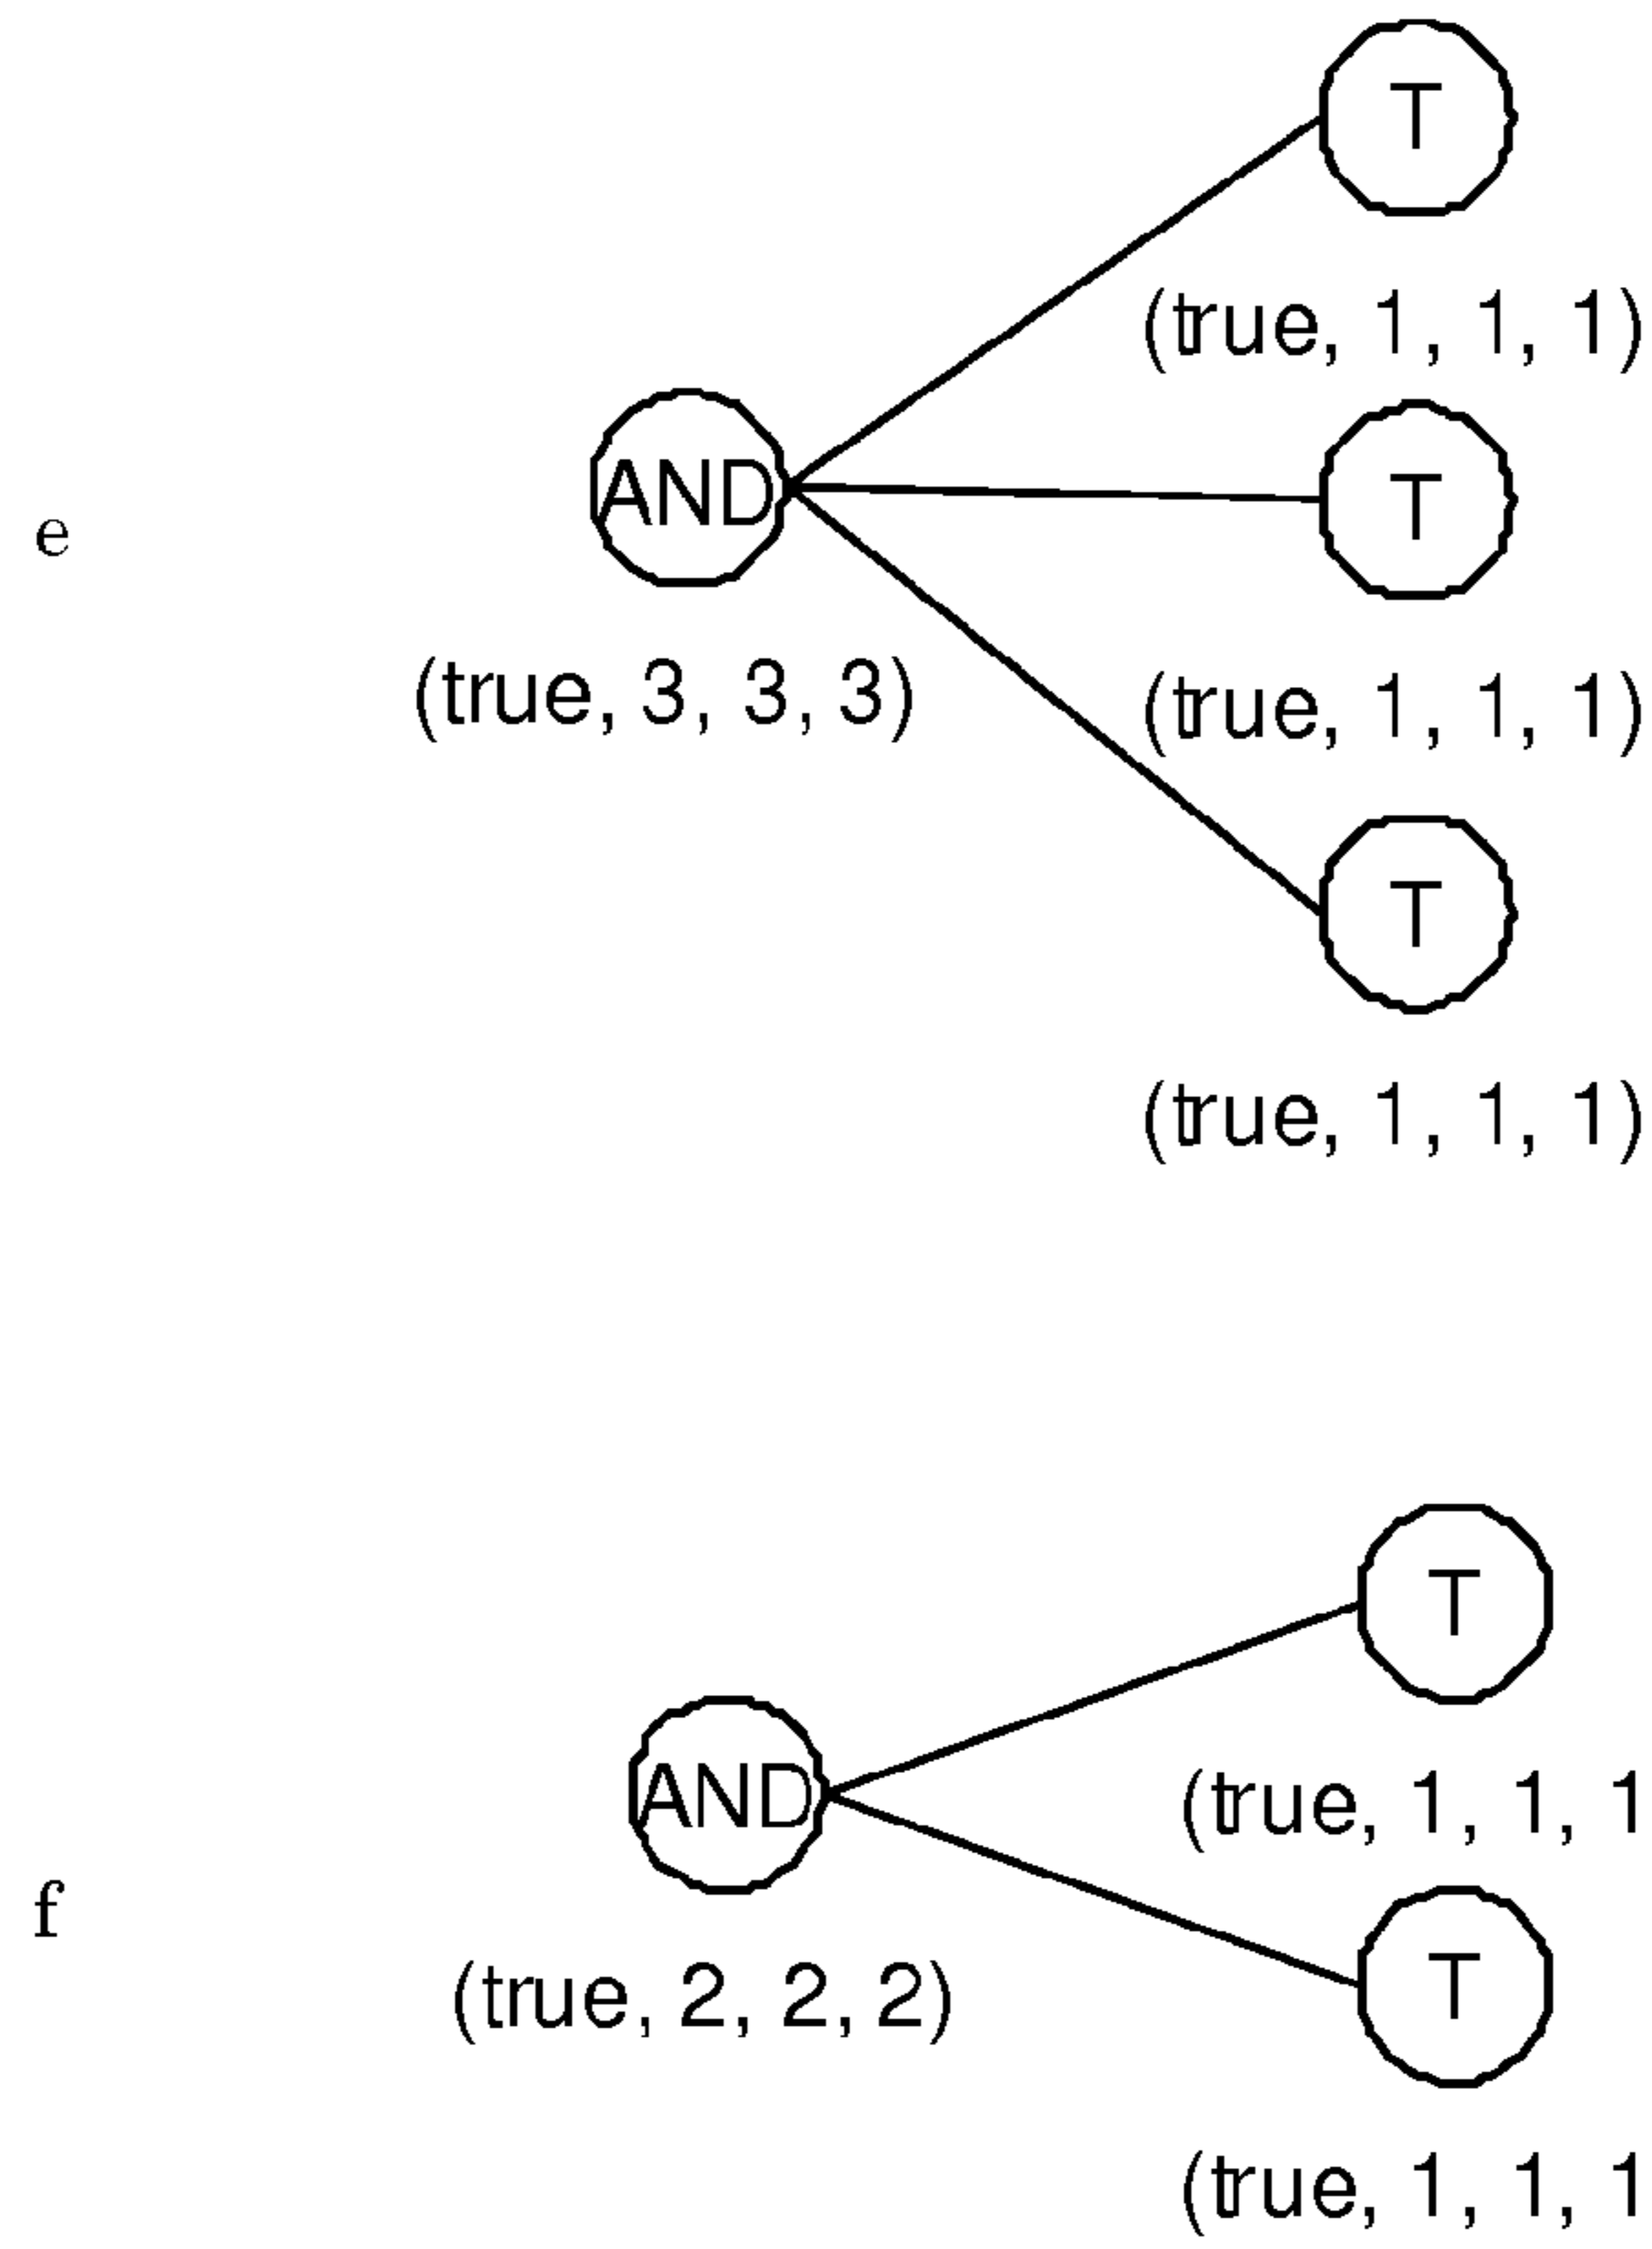 T
(true, 1, 1, 1)
AND
T
e
(true, 3, 3, 3)
(true, 1, 1, 1)
T
(true, 1, 1, 1)
T
AND
(true, 1, 1, 1
f
T
(true, 2, 2, 2)
(true, 1, 1, 1